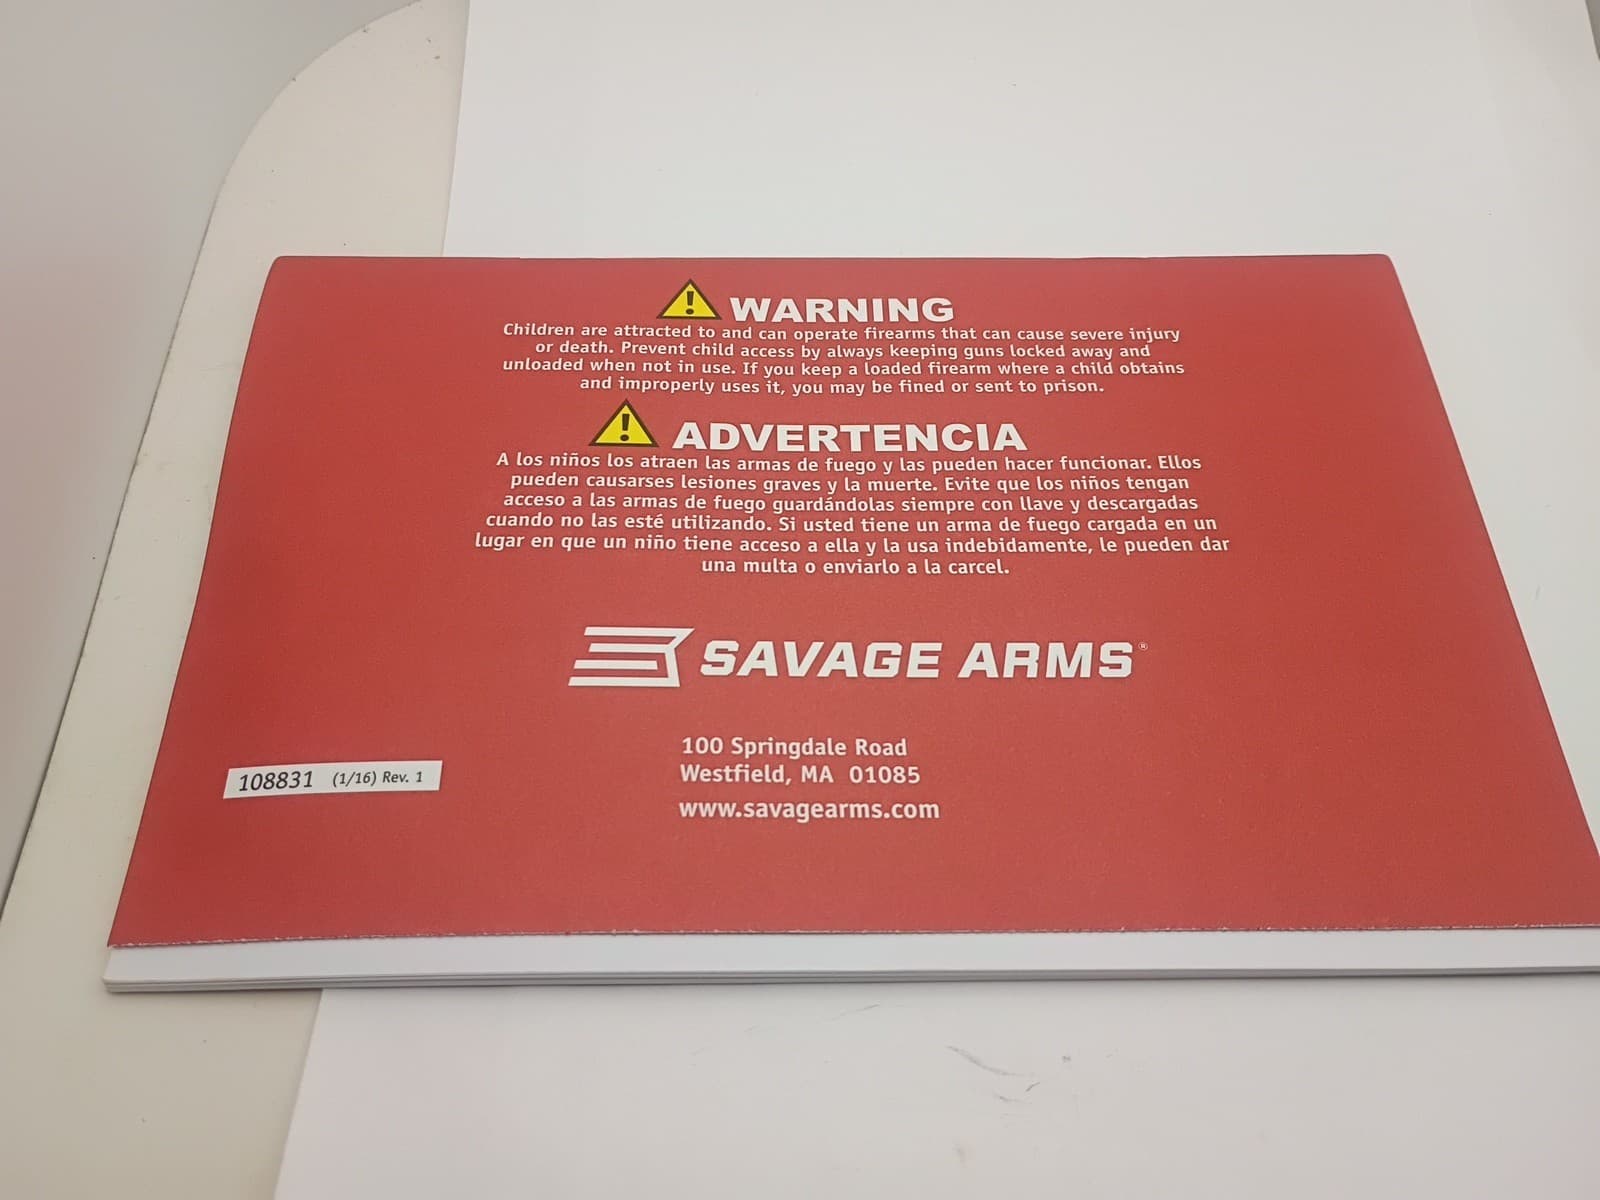 WARNING
Children are attracted to and can operate firearms that can cause severe injury
or death. Prevent child access by always keeping guns locked away and
unloaded when not in use. If you keep a loaded firearm where a child obtains
and improperly uses it, you may be fined or sent to prison.
ADVERTENCIA
A los niños los atraen las armas de fuego y las pueden hacer funcionar. Ellos
pueden causarses lesiones graves y la muerte. Evite que los niños tengan
acceso a las armas de fuego guardándolas siempre con llave y descargadas
cuando no las esté utilizando. Si usted tiene un arma de fuego cargada en un
lugar en que un niño tiene acceso a ella y la usa indebidamente, le pueden dar
una multa o enviarlo a la carcel.
SAVAGE ARMS®
100 Springdale Road
Westfield, MA 01085
www.savagearms.com
108831 (1/16) Rev. 1